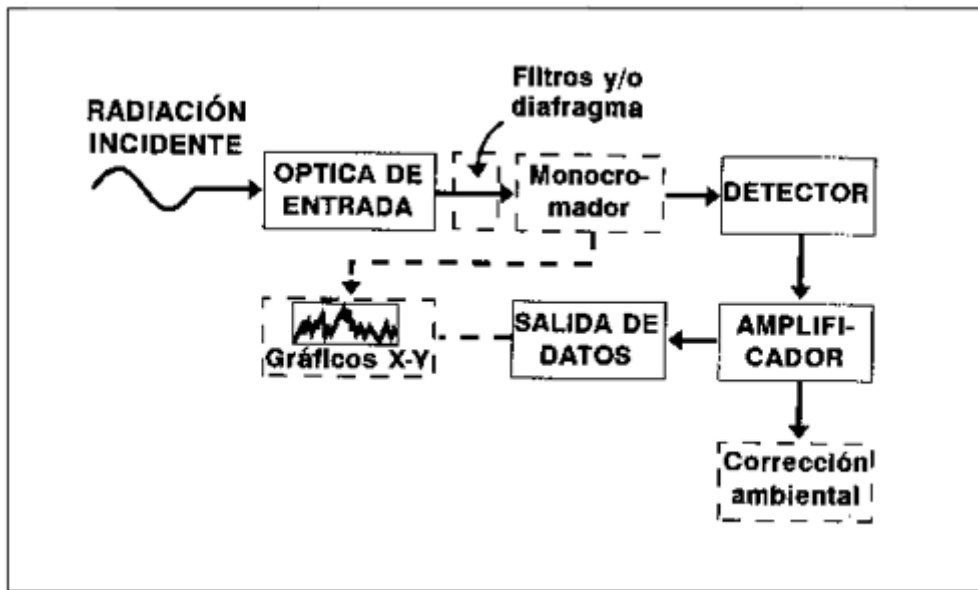 Filtros y/o
diafragma
RADIACIÓN
INCIDENTE
OPTICA DE
ENTRADA
Monocro-
mador
DETECTOR
Gráficos X-Y
SALIDA DE
DATOS
AMPLIFI-
CADOR
Corrección
ambiental